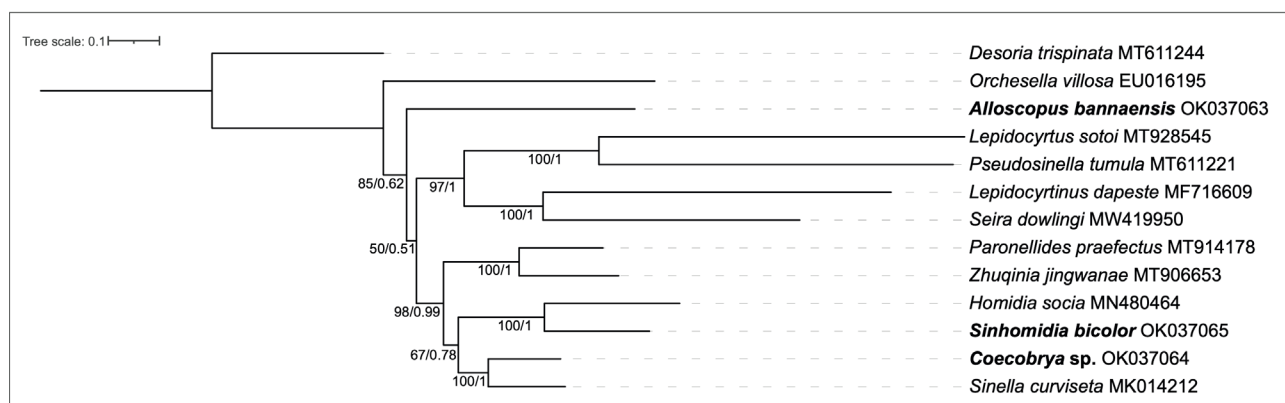 Tree scale: 0.1
Desoria trispinata MT611244
Orchesella villosa EU016195
Alloscopus bannaensis OK037063
Lepidocyrtus sotoi MT928545
100/1
Pseudosinella tumula MT611221
85/0.62
97/1
Lepidocyrtinus dapeste MF716609
100/1
Seira dowlingi MW419950
50/0.51
Paronellides praefectus MT914178
100/1
Zhuqinia jingwanae MT906653
98/0.99
Homidia socia MN480464
100/1
Sinhomidia bicolor OK037065
67/0.78
Coecobrya sp. OK037064
100/1
Sinella curviseta MK014212